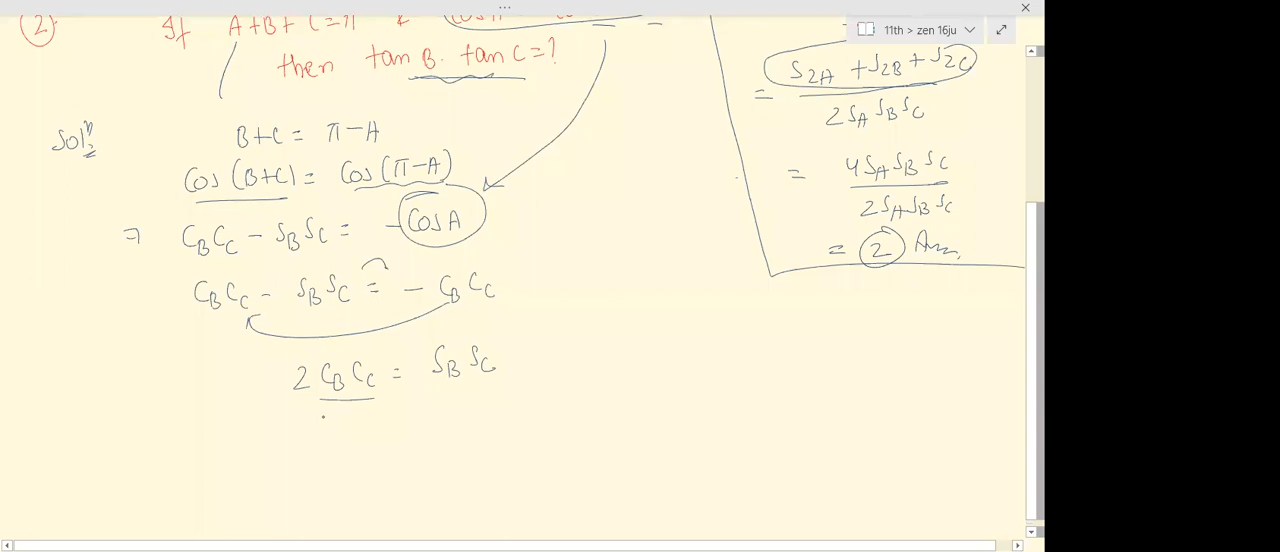 11th > zen 16ju
(2) If A+B+C=π &
then tan B. tan C=?
Solⁿ:
B+C = π-A
Cos (B+C) = Cos (π-A)
⇒ C_B C_C - S_B S_C = - Cos A
C_B C_C - S_B S_C = - C_B C_C
2 C_B C_C = S_B S_C
= S_2A + S_2B + S_2C / 2 S_A S_B S_C
= 4 S_A S_B S_C / 2 S_A S_B S_C
= 2 Ans.